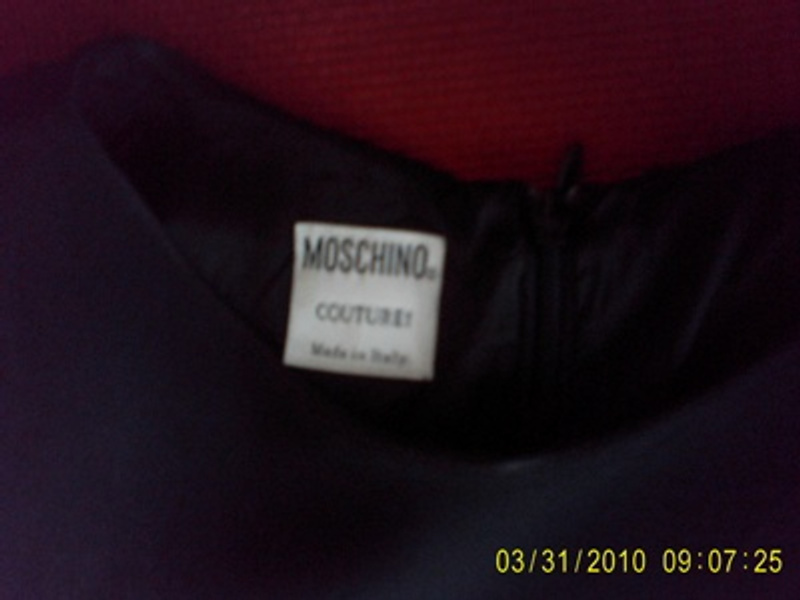 MOSCHINO®
COUTURE!
Made in Italy
03/31/2010 09:07:25